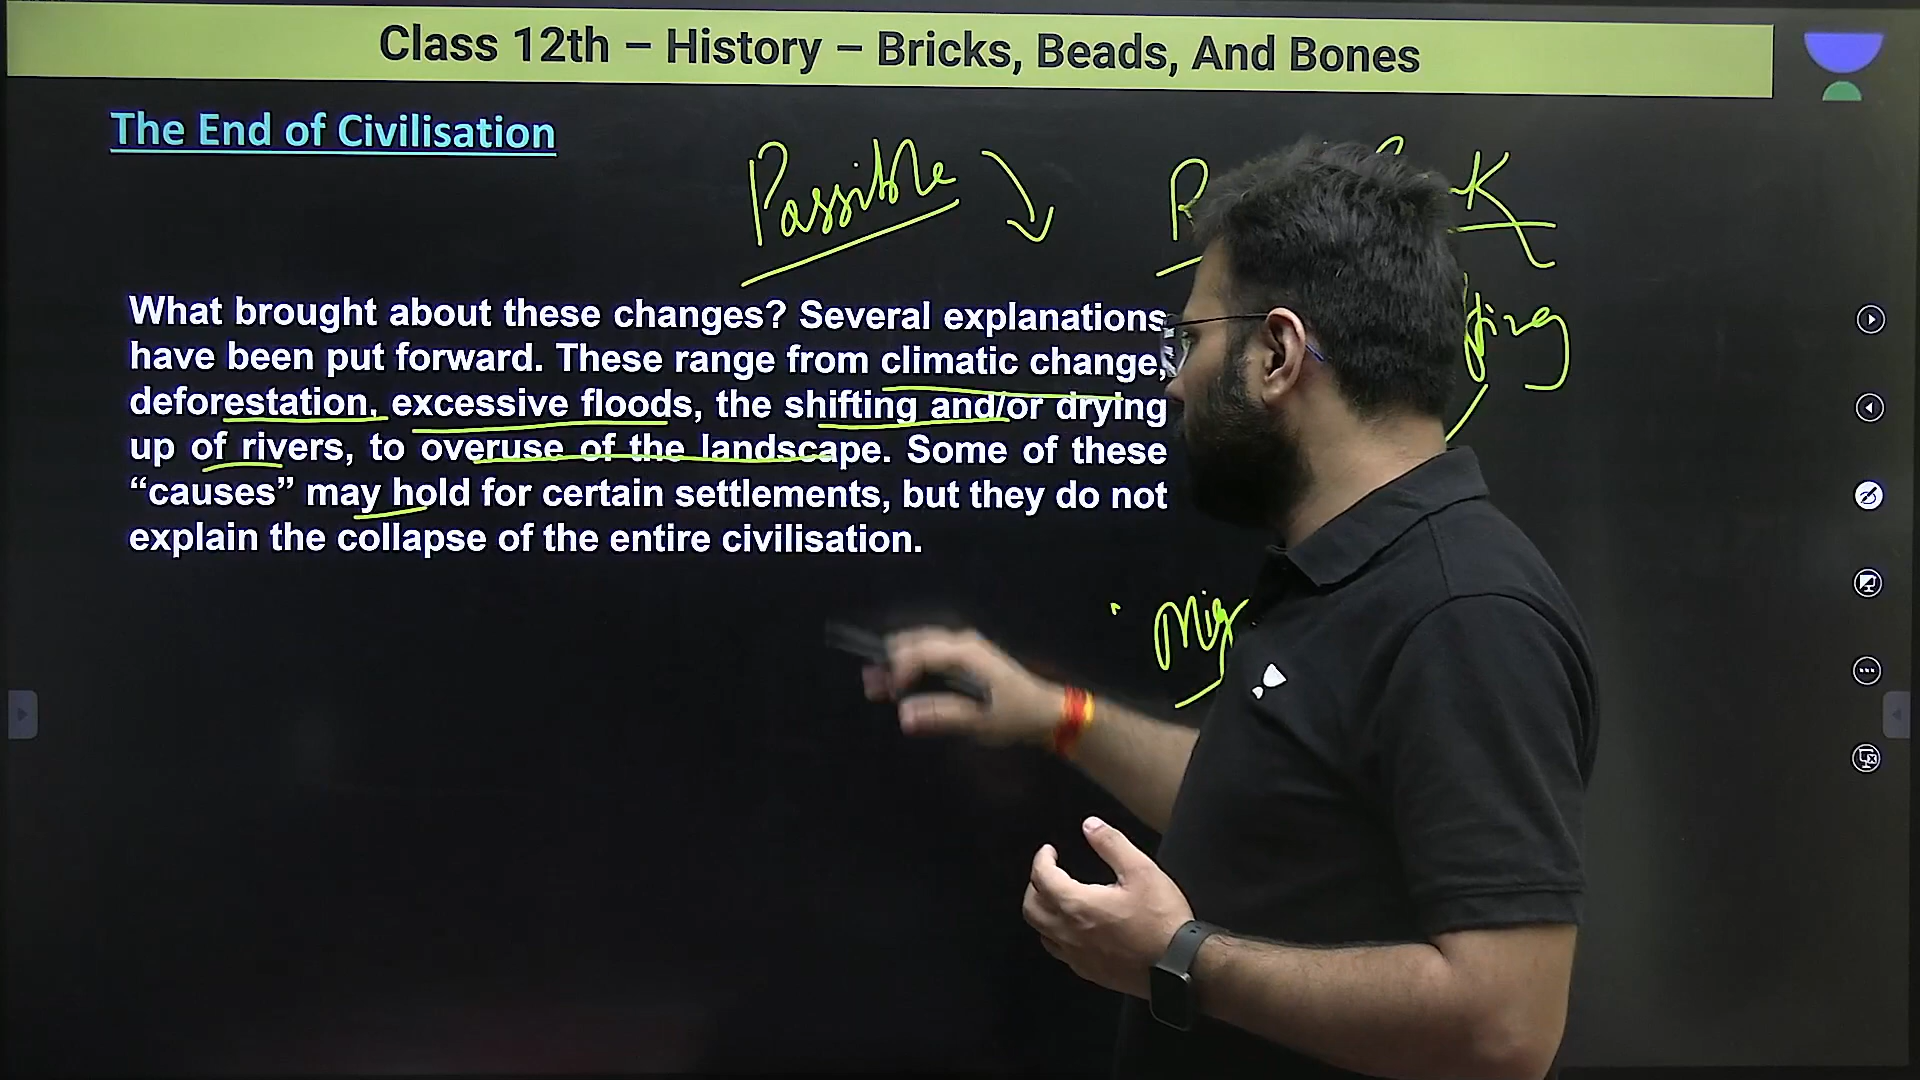 Class 12th – History – Bricks, Beads, And Bones
The End of Civilisation
Possible
What brought about these changes? Several explanations
have been put forward. These range from climatic change,
deforestation, excessive floods, the shifting and/or drying
up of rivers, to overuse of the landscape. Some of these
“causes” may hold for certain settlements, but they do not
explain the collapse of the entire civilisation.
Mig